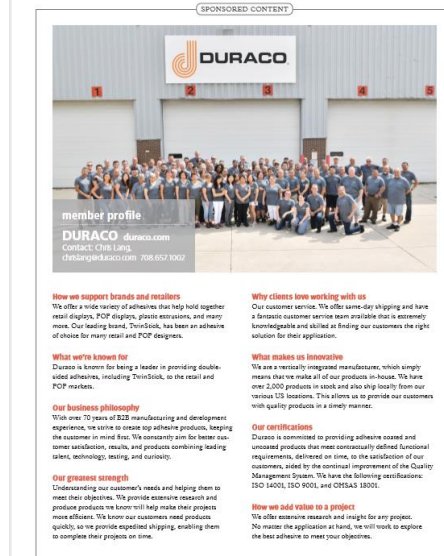 SPONSORED CONTENT
DURACO
1
2
3
4
5
member profile
DURACO duraco.com
Contact: Chris Lang,
chrislang@duraco.com 708.657.1002
How we support brands and retailers
We offer a wide variety of adhesives that help hold together
retail displays, POP displays, plastic extrusions, and many
more. Our leading brand, TwinStick, has been an adhesive
of choice for many retail and POP designers.
What we're known for
Duraco is known for being a leader in providing double-
sided adhesives, including TwinStick, to the retail and
POP markets.
Our business philosophy
With over 70 years of B2B manufacturing and development
experience, we strive to create top adhesive products, keeping
the customer in mind first. We constantly aim for better cus-
tomer satisfaction, results, and products combining leading
talent, technology, testing, and curiosity.
Our greatest strength
Understanding our customer's needs and helping them to
meet their objectives. We provide extensive research and
produce products we know will help make their projects
more efficient. We know our customers need products
quickly, so we provide expedited shipping, enabling them
to complete their projects on time.
Why clients love working with us
Our customer service. We offer same-day shipping and have
a fantastic customer service team available that is extremely
knowledgeable and skilled at finding our customers the right
solution for their application.
What makes us innovative
We are a vertically integrated manufacturer, which simply
means that we make all of our products in-house. We have
over 2,000 products in stock and also ship locally from our
various US locations. This allows us to provide our customers
with quality products in a timely manner.
Our certifications
Duraco is committed to providing adhesive coated and
uncoated products that meet contractually defined functional
requirements, delivered on time, to the satisfaction of our
customers, aided by the continual improvement of the Quality
Management System. We have the following certifications:
ISO 14001, ISO 9001, and OHSAS 18001.
How we add value to a project
We offer extensive research and insight for any project.
No matter the application at hand, we will work to explore
the best adhesive to meet your objectives.